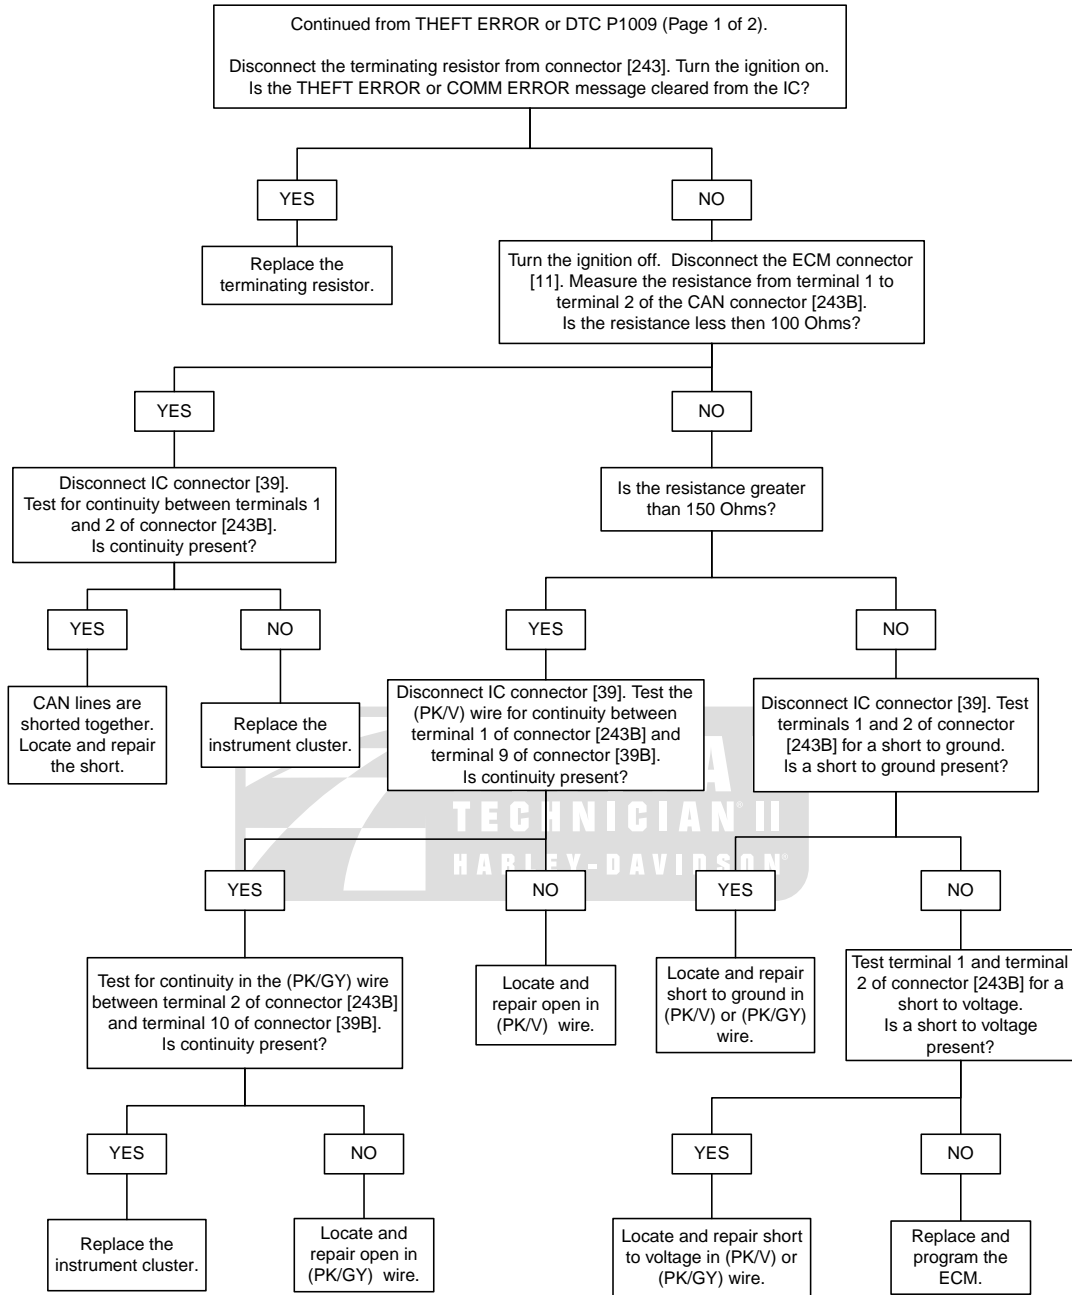 Continued from THEFT ERROR or DTC P1009 (Page 1 of 2).
Disconnect the terminating resistor from connector [243]. Turn the ignition on.
Is the THEFT ERROR or COMM ERROR message cleared from the IC?
YES
NO
Replace the
terminating resistor.
Turn the ignition off. Disconnect the ECM connector
[11]. Measure the resistance from terminal 1 to
terminal 2 of the CAN connector [243B].
Is the resistance less then 100 Ohms?
YES
NO
Disconnect IC connector [39].
Test for continuity between terminals 1
and 2 of connector [243B].
Is continuity present?
Is the resistance greater
than 150 Ohms?
YES
NO
YES
NO
CAN lines are
shorted together.
Locate and repair
the short.
Replace the
instrument cluster.
Disconnect IC connector [39]. Test the
(PK/V) wire for continuity between
terminal 1 of connector [243B] and
terminal 9 of connector [39B].
Is continuity present?
Disconnect IC connector [39]. Test
terminals 1 and 2 of connector
[243B] for a short to ground.
Is a short to ground present?
TECHNICIAN II
HARLEY-DAVIDSON
YES
NO
YES
NO
Test for continuity in the (PK/GY) wire
between terminal 2 of connector [243B]
and terminal 10 of connector [39B].
Is continuity present?
Locate and
repair open in
(PK/V) wire.
Locate and repair
short to ground in
(PK/V) or (PK/GY)
wire.
Test terminal 1 and terminal
2 of connector [243B] for a
short to voltage.
Is a short to voltage
present?
YES
NO
YES
NO
Replace the
instrument cluster.
Locate and
repair open in
(PK/GY) wire.
Locate and repair short
to voltage in (PK/V) or
(PK/GY) wire.
Replace and
program the
ECM.